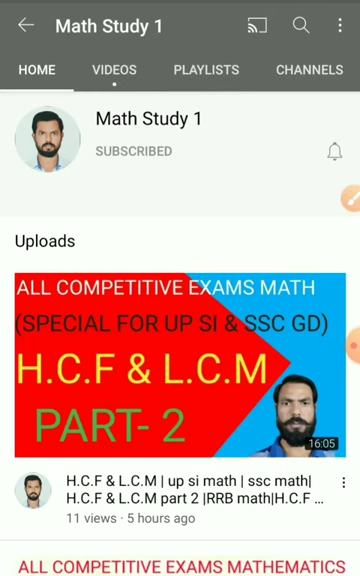 Math Study 1
HOME VIDEOS PLAYLISTS CHANNELS
Math Study 1
SUBSCRIBED
Uploads
ALL COMPETITIVE EXAMS MATH
(SPECIAL FOR UP SI & SSC GD)
H.C.F & L.C.M
PART- 2
16:05
H.C.F & L.C.M | up si math | ssc math|
H.C.F & L.C.M part 2 |RRB math|H.C.F ...
11 views · 5 hours ago
ALL COMPETITIVE EXAMS MATHEMATICS